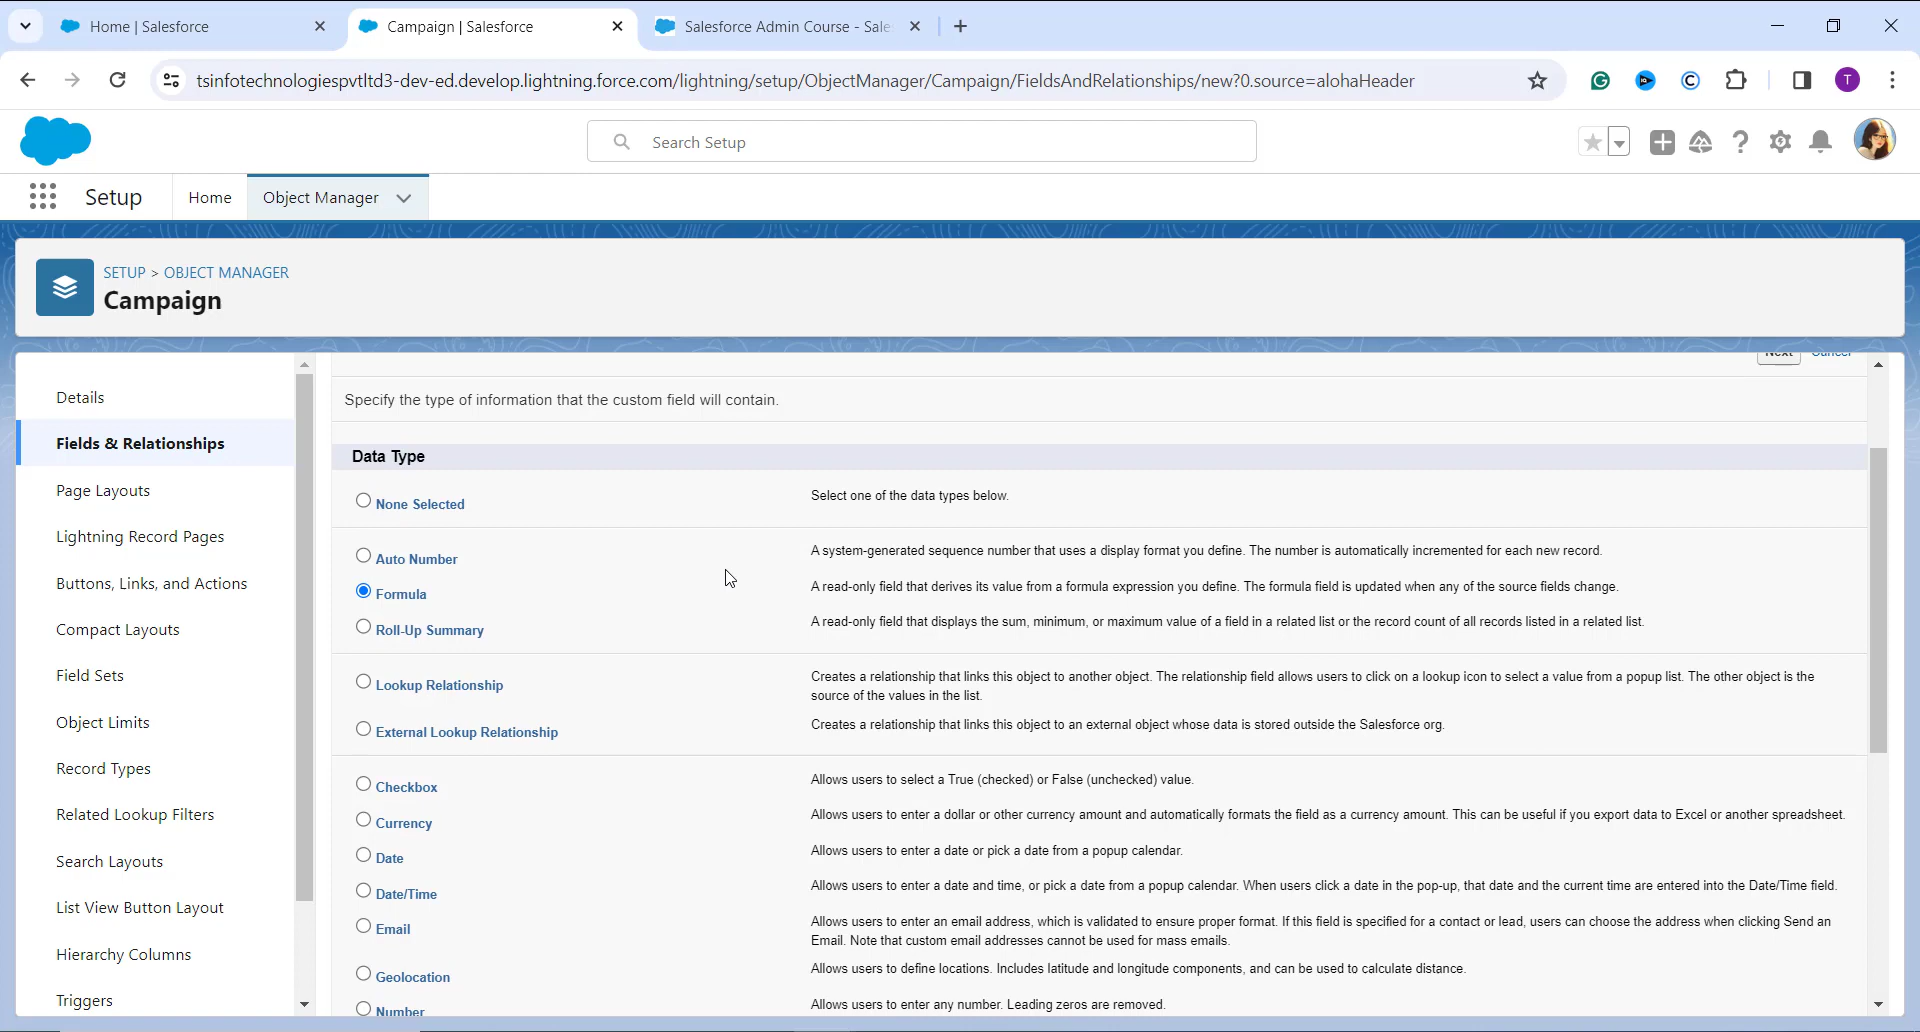 Home | Salesforce
Campaign | Salesforce
Salesforce Admin Course - Sale
tsinfotechnologiespvtltd3-dev-ed.develop.lightning.force.com/lightning/setup/ObjectManager/Campaign/FieldsAndRelationships/new?0.source=alohaHeader
T
Search Setup
Setup
Home
Object Manager
SETUP > OBJECT MANAGER
Campaign
Details
Fields & Relationships
Page Layouts
Lightning Record Pages
Buttons, Links, and Actions
Compact Layouts
Field Sets
Object Limits
Record Types
Related Lookup Filters
Search Layouts
List View Button Layout
Hierarchy Columns
Triggers
Next Cancel
Specify the type of information that the custom field will contain.
Data Type
None Selected
Select one of the data types below.
Auto Number
A system-generated sequence number that uses a display format you define. The number is automatically incremented for each new record.
Formula
A read-only field that derives its value from a formula expression you define. The formula field is updated when any of the source fields change.
Roll-Up Summary
A read-only field that displays the sum, minimum, or maximum value of a field in a related list or the record count of all records listed in a related list.
Lookup Relationship
Creates a relationship that links this object to another object. The relationship field allows users to click on a lookup icon to select a value from a popup list. The other object is the
source of the values in the list.
External Lookup Relationship
Creates a relationship that links this object to an external object whose data is stored outside the Salesforce org.
Checkbox
Allows users to select a True (checked) or False (unchecked) value.
Currency
Allows users to enter a dollar or other currency amount and automatically formats the field as a currency amount. This can be useful if you export data to Excel or another spreadsheet.
Date
Allows users to enter a date or pick a date from a popup calendar.
Date/Time
Allows users to enter a date and time, or pick a date from a popup calendar. When users click a date in the pop-up, that date and the current time are entered into the Date/Time field.
Email
Allows users to enter an email address, which is validated to ensure proper format. If this field is specified for a contact or lead, users can choose the address when clicking Send an
Email. Note that custom email addresses cannot be used for mass emails.
Geolocation
Allows users to define locations. Includes latitude and longitude components, and can be used to calculate distance.
Number
Allows users to enter any number. Leading zeros are removed.